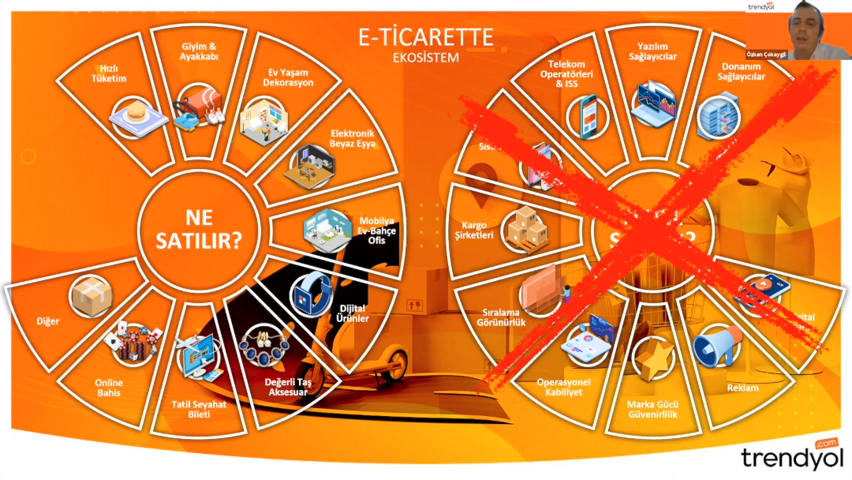 trendyol
Özkan Çokaygil
E-TİCARETTE
EKOSİSTEM
Hızlı
Tüketim
Giyim &
Ayakkabı
Ev Yaşam
Dekorasyon
Elektronik
Beyaz Eşya
Mobilya
Ev-Bahçe
Ofis
Dijital
Ürünler
Değerli Taş
Aksesuar
Tatil Seyahat
Bileti
Online
Bahis
Diğer
NE
SATILIR?
Telekom
Operatörleri
& ISS
Yazılım
Sağlayıcılar
Donanım
Sağlayıcılar
Kargo
Şirketleri
Sıralama
Görünürlük
Operasyonel
Kabiliyet
Marka Gücü
Güvenirlilik
Reklam
?
.com
trendyol